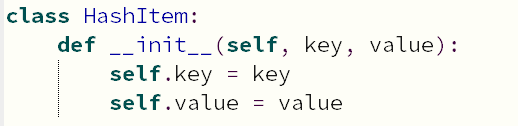 class HashItem:
    def __init__(self, key, value):
        self.key = key
        self.value = value